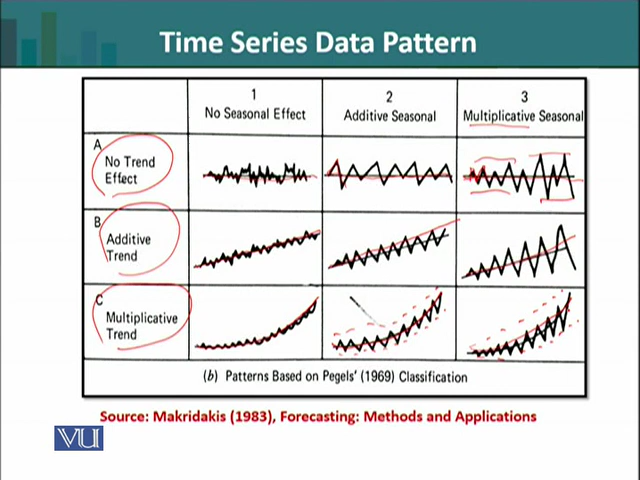 Time Series Data Pattern
1
No Seasonal Effect
2
Additive Seasonal
3
Multiplicative Seasonal
A
No Trend
Effect
B
Additive
Trend
C
Multiplicative
Trend
(b) Patterns Based on Pegels' (1969) Classification
Source: Makridakis (1983), Forecasting: Methods and Applications
VU